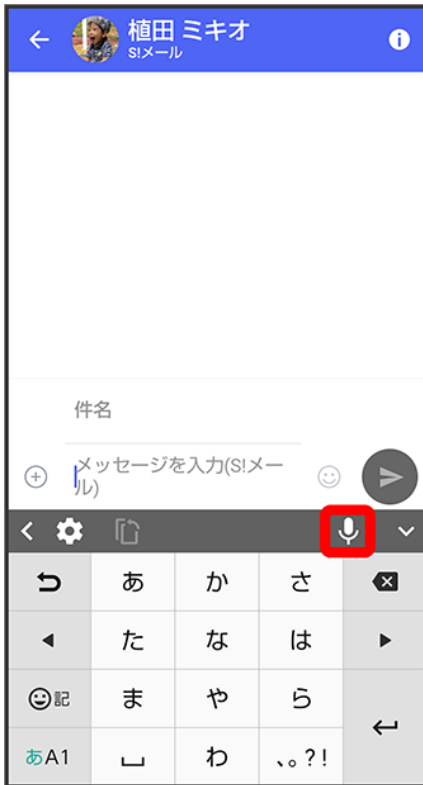 植田 ミキオ
S!メール
件名
メッセージを入力(S!メー
ル)
あ か さ
た な は
記 ま や ら
あA1 わ 、。?!